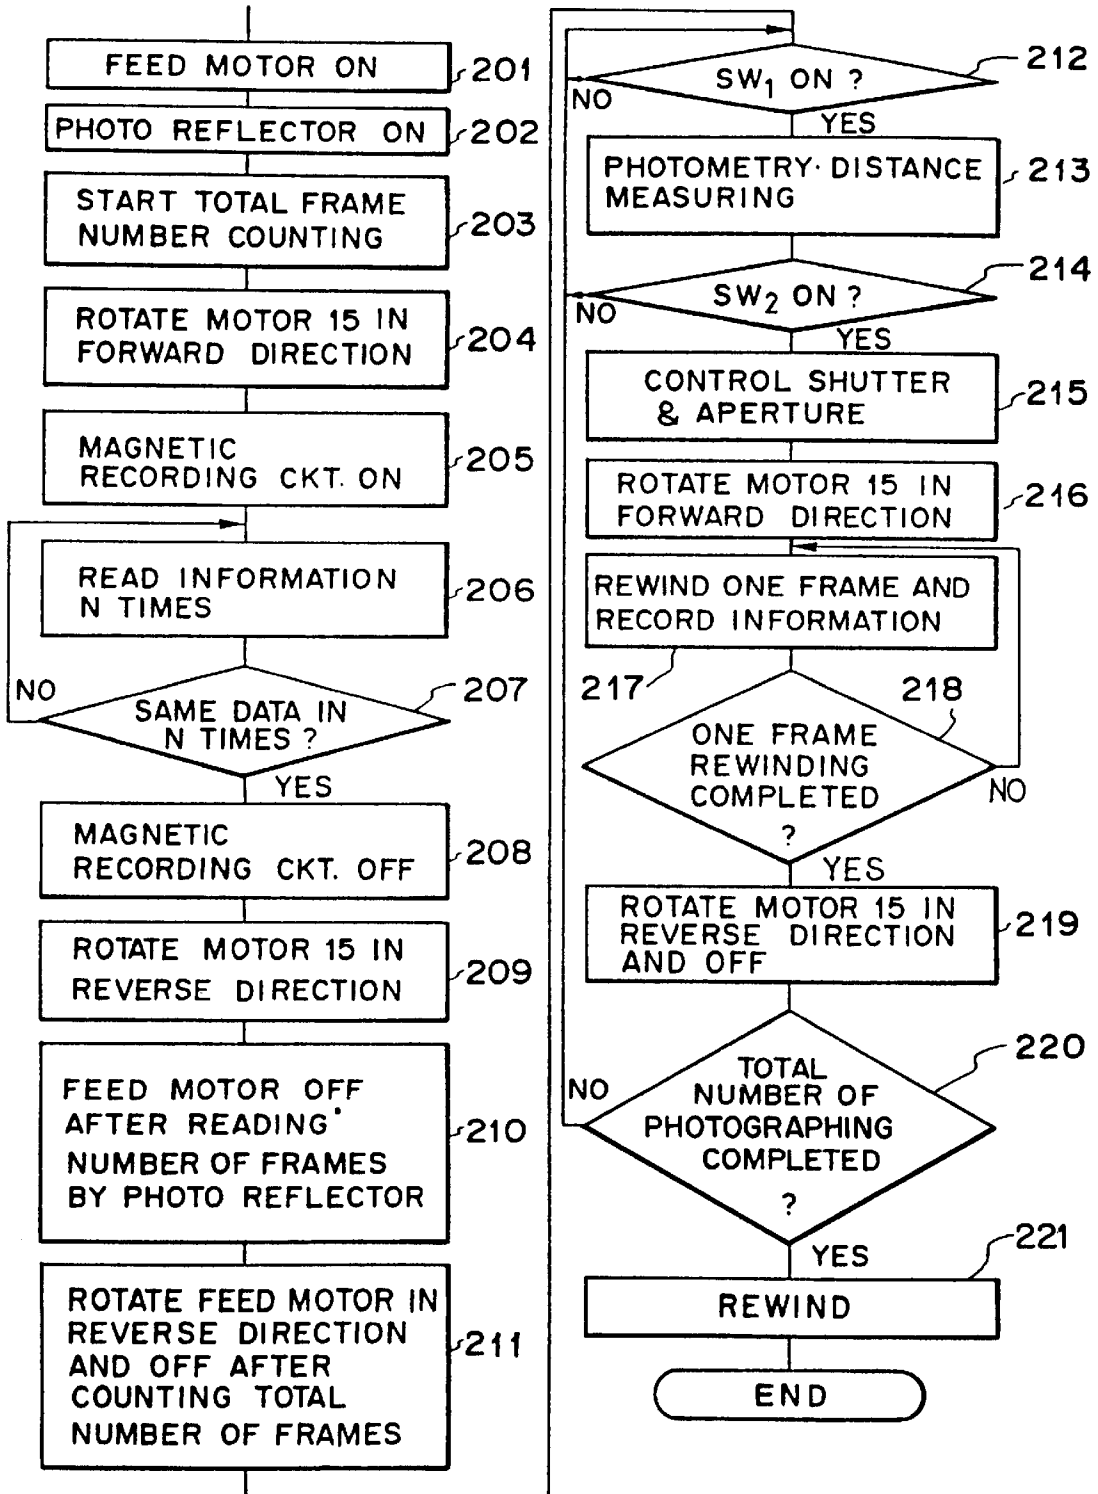 FEED MOTOR ON
201
PHOTO REFLECTOR ON
202
START TOTAL FRAME
NUMBER COUNTING
203
ROTATE MOTOR 15 IN
FORWARD DIRECTION
204
MAGNETIC
RECORDING CKT. ON
205
READ INFORMATION
N TIMES
206
NO
SAME DATA IN
N TIMES ?
207
YES
MAGNETIC
RECORDING CKT. OFF
208
ROTATE MOTOR 15 IN
REVERSE DIRECTION
209
FEED MOTOR OFF
AFTER READING
NUMBER OF FRAMES
BY PHOTO REFLECTOR
210
ROTATE FEED MOTOR IN
REVERSE DIRECTION
AND OFF AFTER
COUNTING TOTAL
NUMBER OF FRAMES
211
SW1 ON ?
212
NO
YES
PHOTOMETRY· DISTANCE
MEASURING
213
SW2 ON ?
214
NO
YES
CONTROL SHUTTER
& APERTURE
215
ROTATE MOTOR 15 IN
FORWARD DIRECTION
216
REWIND ONE FRAME AND
RECORD INFORMATION
217
218
ONE FRAME
REWINDING
COMPLETED
?
NO
YES
ROTATE MOTOR 15 IN
REVERSE DIRECTION
AND OFF
219
220
NO
TOTAL
NUMBER OF
PHOTOGRAPHING
COMPLETED
?
YES
221
REWIND
END